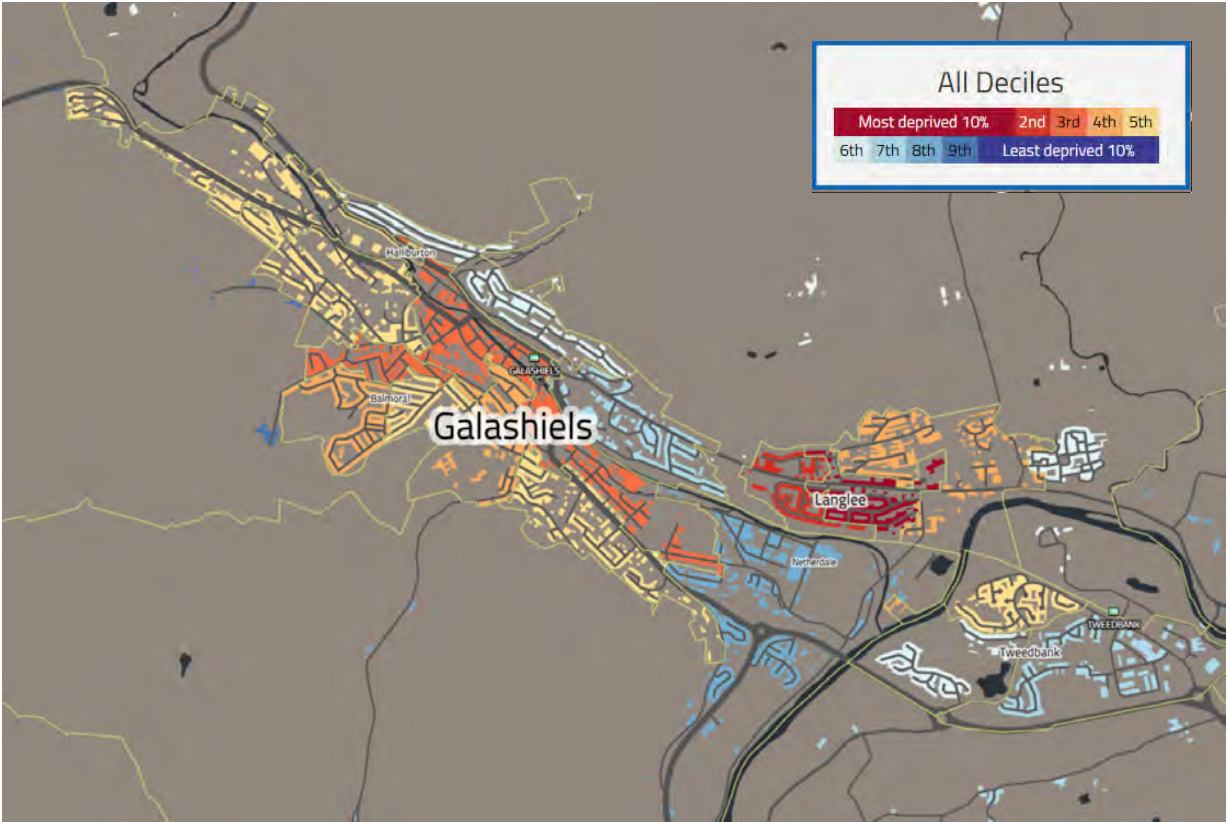 All Deciles
Most deprived 10% 2nd 3rd 4th 5th
6th 7th 8th 9th Least deprived 10%
Halliburton
GALASHIELS
Balmoral
Galashiels
Langlee
Netherdale
TWEEDBANK
Tweedbank